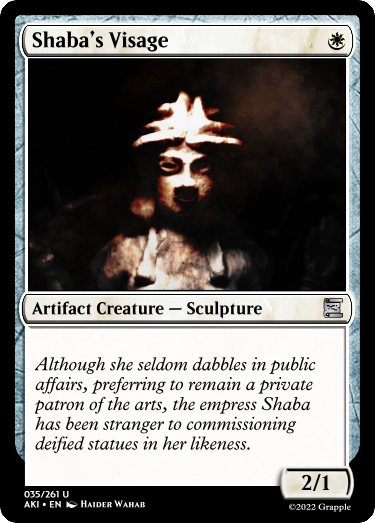 Shaba's Visage
Artifact Creature — Sculpture
Although she seldom dabbles in public
affairs, preferring to remain a private
patron of the arts, the empress Shaba
has been stranger to commissioning
deified statues in her likeness.
2/1
035/261 U
AKI • EN Haider Wahab
©2022 Grapple